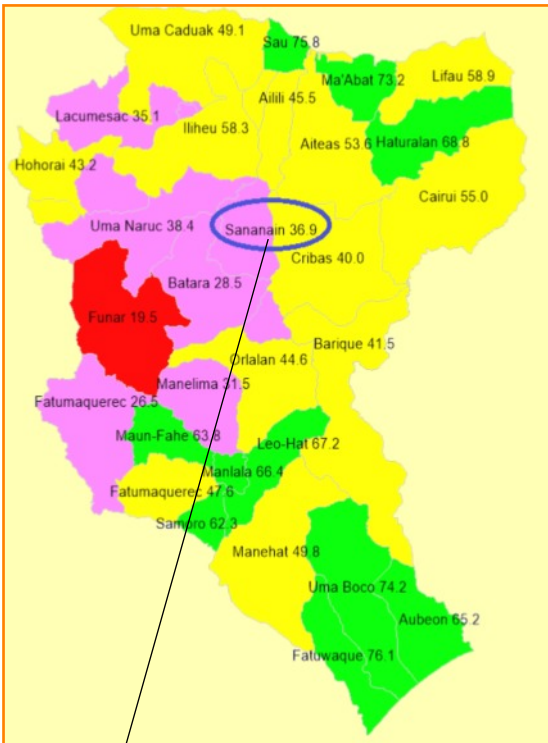 Uma Caduak 49.1
Sau 75.8
Ma'Abat 73.2
Lifau 58.9
Ailili 45.5
Lacumesac 35.1
Iliheu 58.3
Aiteas 53.6
Haturalan 68.8
Hohorai 43.2
Cairui 55.0
Uma Naruc 38.4
Sananain 36.9
Cribas 40.0
Batara 28.5
Funar 19.5
Barique 41.5
Orlalan 44.6
Manelima 31.5
Fatumaquerec 26.5
Maun-Fahe 63.8
Leo-Hat 67.2
Manlala 66.4
Fatumaquerec 47.6
Samoro 62.3
Manehat 49.8
Uma Boco 74.2
Aubeon 65.2
Fatuwaque 76.1